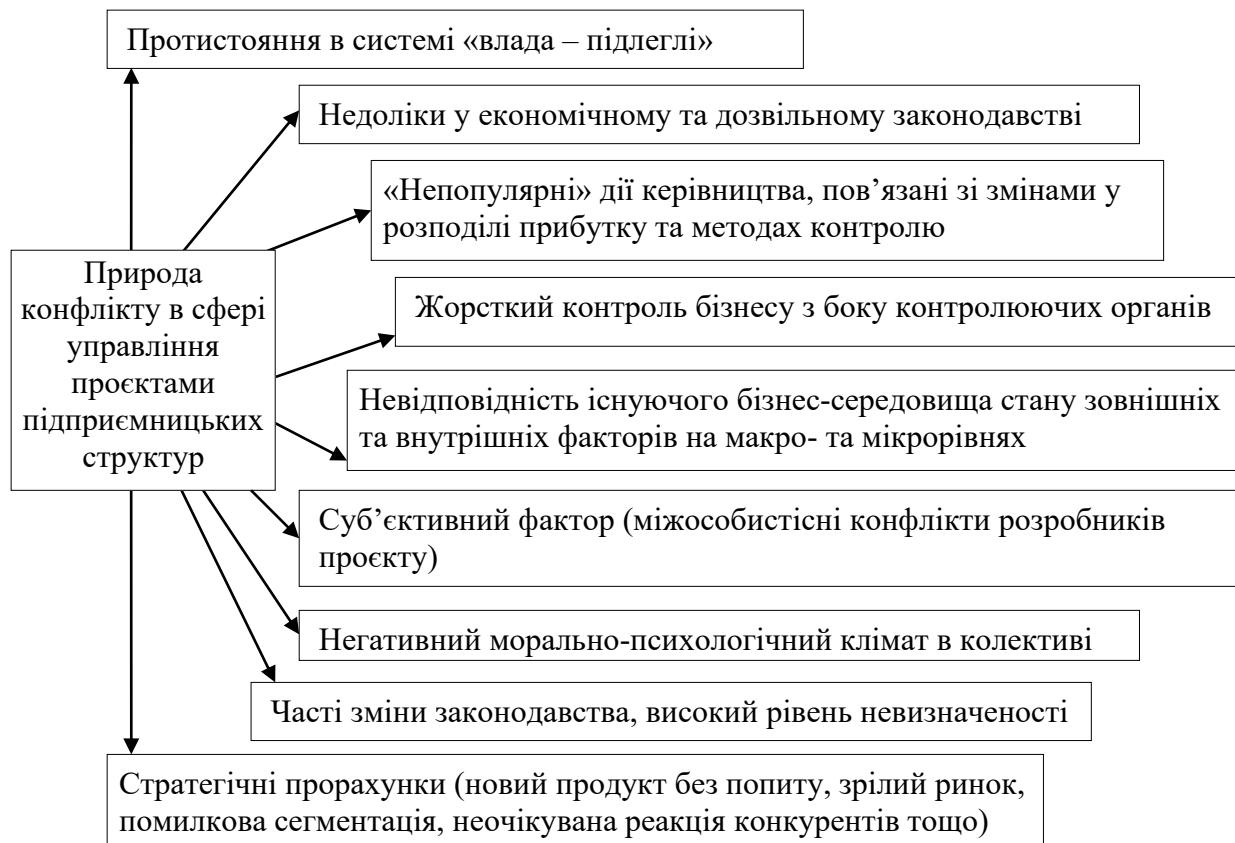 Протистояння в системі «влада – підлеглі»
Недоліки у економічному та дозвільному законодавстві
«Непопулярні» дії керівництва, пов’язані зі змінами у
розподілі прибутку та методах контролю
Природа
конфлікту в сфері
управління
проєктами
підприємницьких
структур
Жорсткий контроль бізнесу з боку контролюючих органів
Невідповідність існуючого бізнес-середовища стану зовнішніх
та внутрішніх факторів на макро- та мікрорівнях
Суб’єктивний фактор (міжособистісні конфлікти розробників
проєкту)
Негативний морально-психологічний клімат в колективі
Часті зміни законодавства, високий рівень невизначеності
Стратегічні прорахунки (новий продукт без попиту, зрілий ринок,
помилкова сегментація, неочікувана реакція конкурентів тощо)